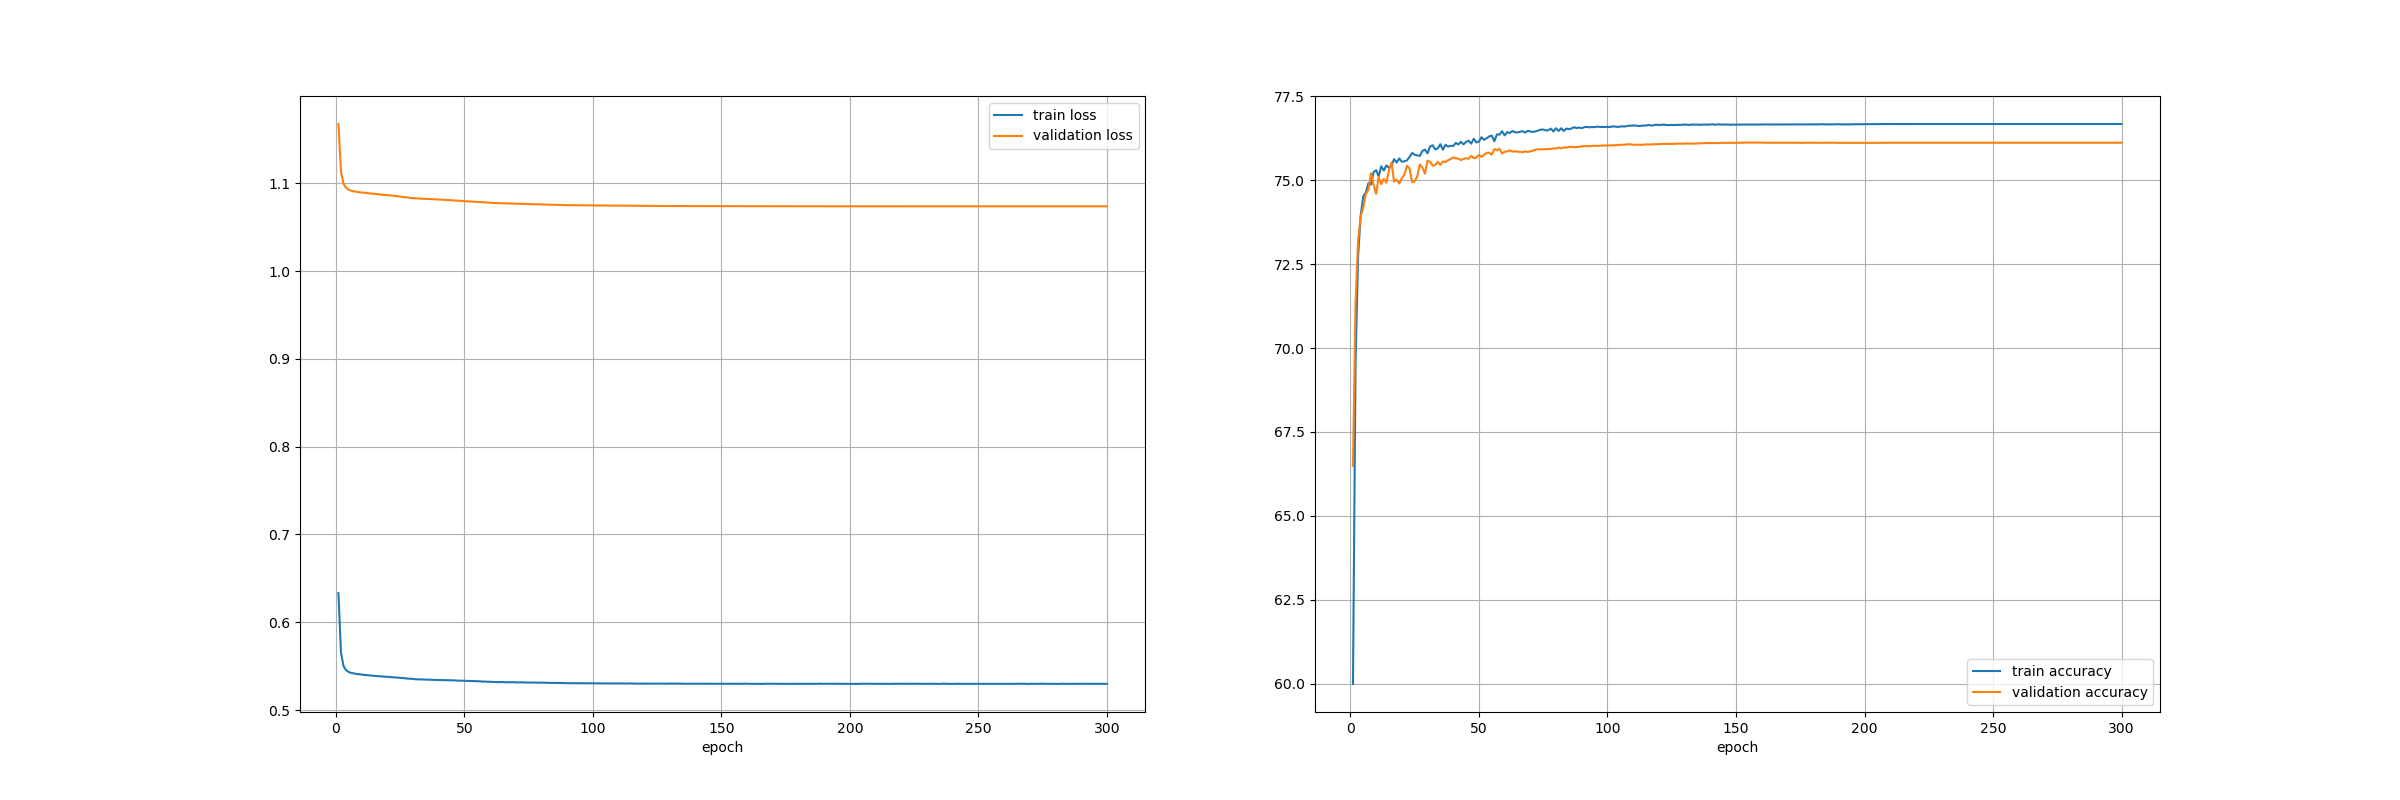 train loss
validation loss
1.1
1.0
0.9
0.8
0.7
0.6
0.5
0 50 100 150 200 250 300
epoch
77.5
75.0
72.5
70.0
67.5
65.0
62.5
60.0
train accuracy
validation accuracy
0 50 100 150 200 250 300
epoch